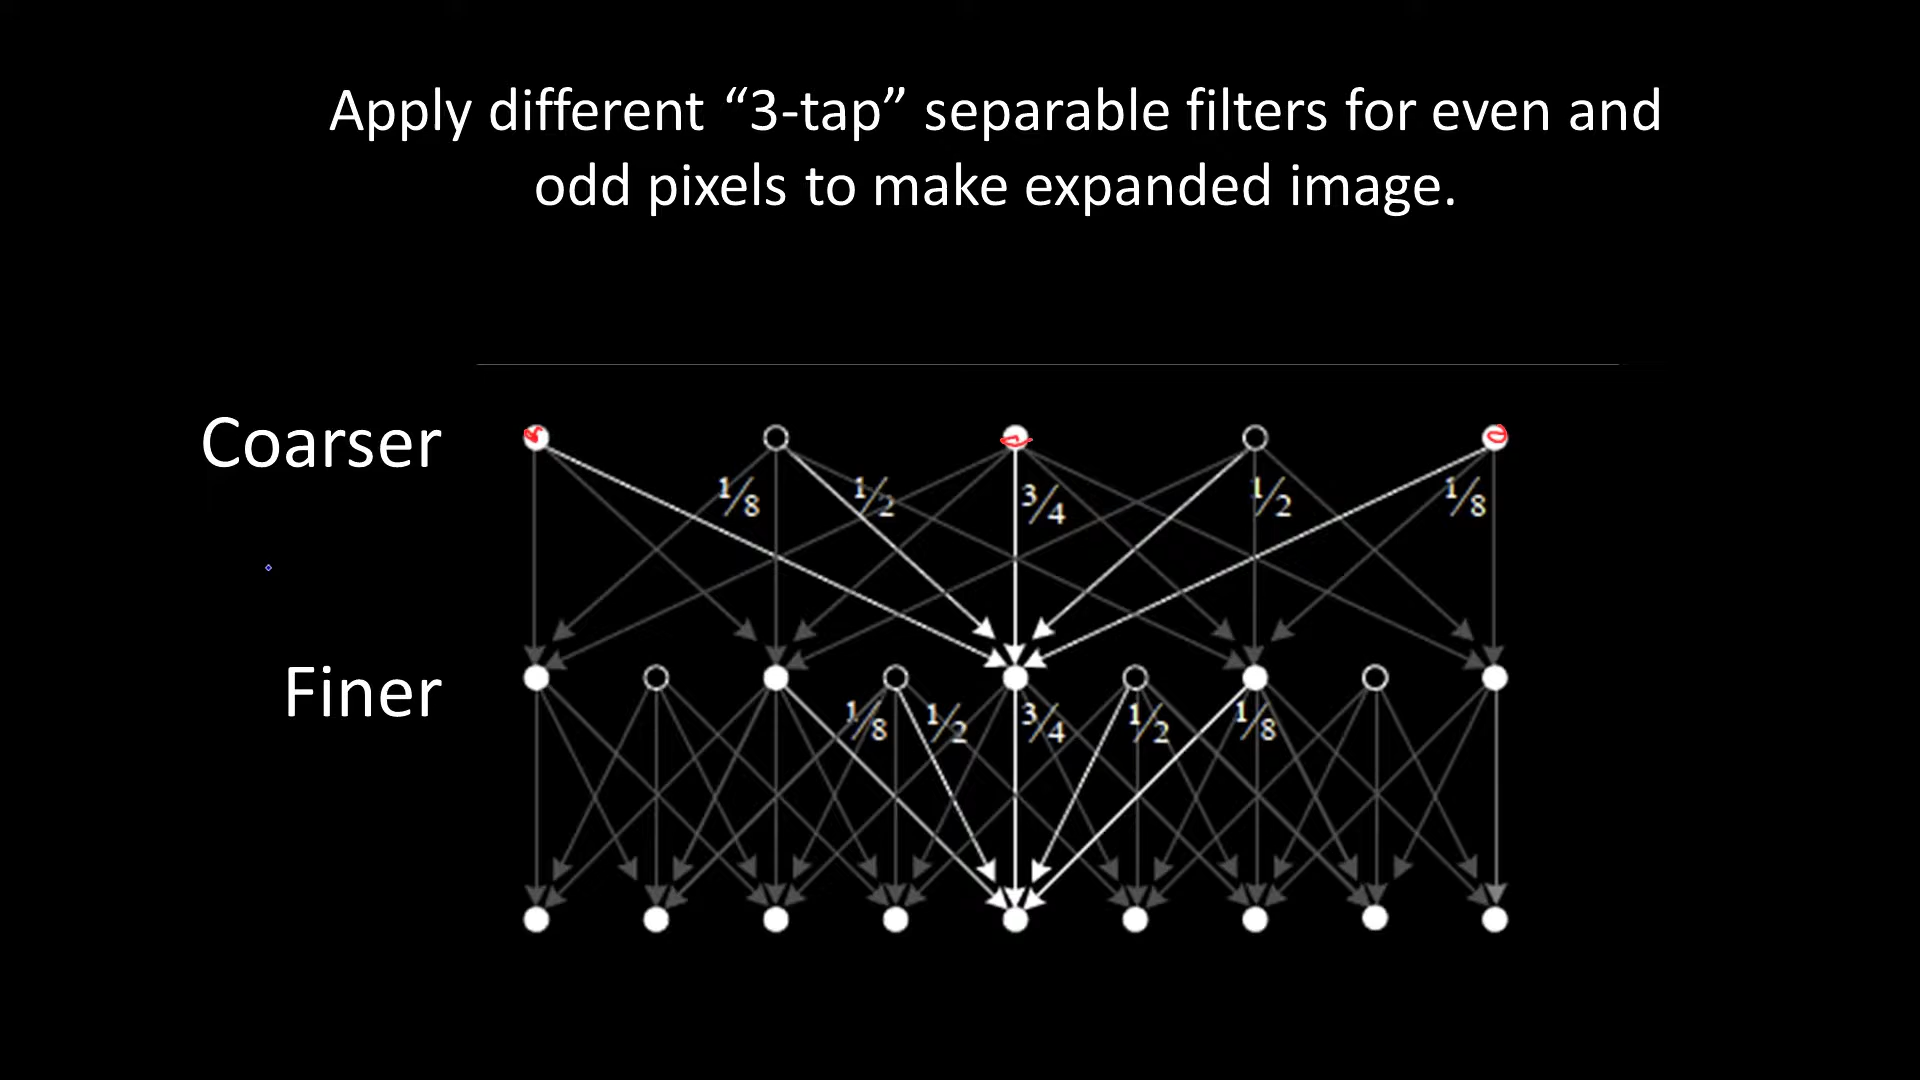 Apply different “3-tap” separable filters for even and
odd pixels to make expanded image.
Coarser
1/8 1/2 3/4 1/2 1/8
Finer
1/8 1/2 3/4 1/2 1/8